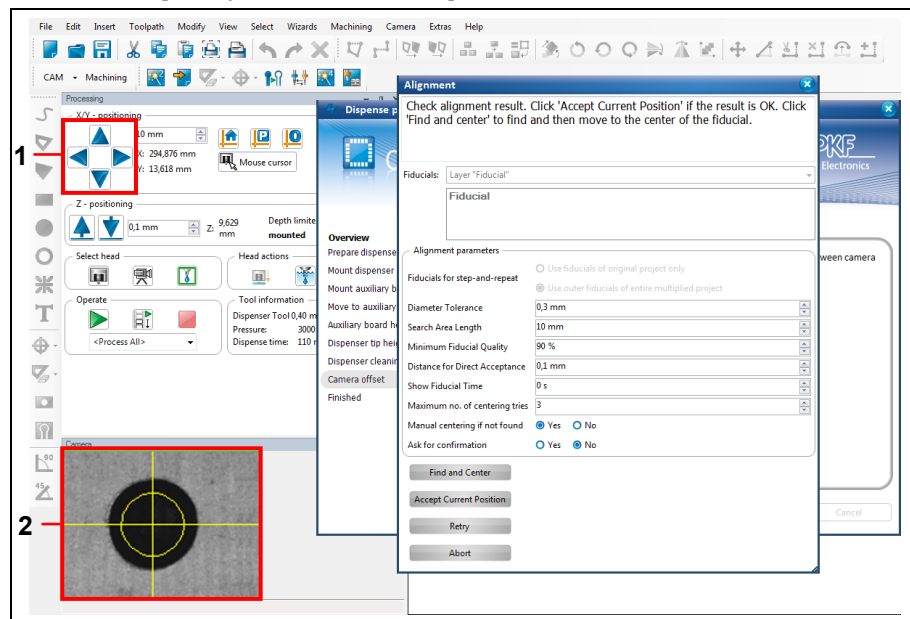 File Edit Insert Toolpath Modify View Select Wizards Machining Camera Extras Help
CAM Machining
Processing
X/Y - positioning
10 mm
X: 294,876 mm
Y: 13,618 mm
Mouse cursor
1
Z - positioning
0,1 mm
Z: 9,629 mm
Depth limite
mounted
Select head
Head actions
Operate
<Process All>
Tool information
Dispenser Tool 0,40 m
Pressure: 3000
Dispense time: 110
Camera
90
45
2
Dispense p
Overview
Prepare dispense
Mount dispenser
Mount auxiliary b
Move to auxiliary
Auxiliary board h
Dispenser tip hei
Dispenser cleanin
Camera offset
Finished
Alignment
Check alignment result. Click 'Accept Current Position' if the result is OK. Click
'Find and center' to find and then move to the center of the fiducial.
Fiducials: Layer "Fiducial"
Fiducial
Alignment parameters
Fiducials for step-and-repeat
Use fiducials of original project only
Use outer fiducials of entire multiplied project
Diameter Tolerance 0,3 mm
Search Area Length 10 mm
Minimum Fiducial Quality 90 %
Distance for Direct Acceptance 0,1 mm
Show Fiducial Time 0 s
Maximum no. of centering tries 3
Manual centering if not found Yes No
Ask for confirmation Yes No
Find and Center
Accept Current Position
Retry
Abort
PKF
Electronics
ween camera
Cancel